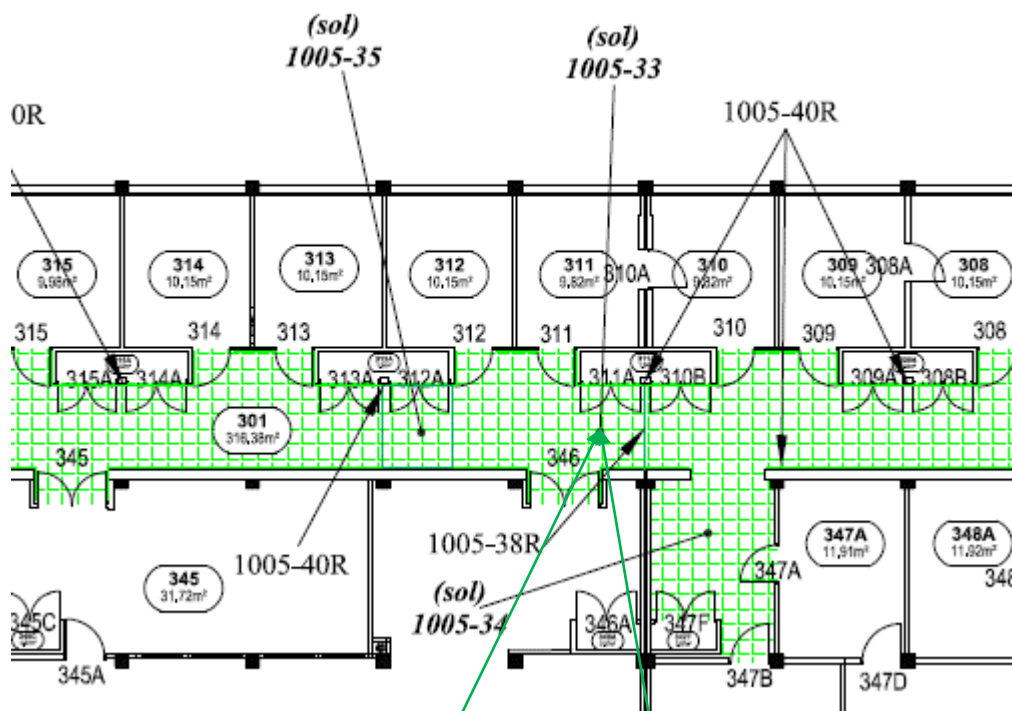 (sol)
1005-35
(sol)
1005-33
0R
1005-40R
315
9,98m²
314
10,15m²
313
10,15m²
312
10,15m²
311
9,82m²
310A
310
9,82m²
309
10,15m²
308A
308
10,15m²
315
314
313
312
311
310
309
308
315A
314A
313A
312A
311A
310B
309A
308B
301
316,38m²
345
346
1005-40R
1005-38R
(sol)
1005-34
345
31,72m²
347A
11,91m²
348A
11,92m²
347A
348
345C
346A
347F
345A
347B
347D